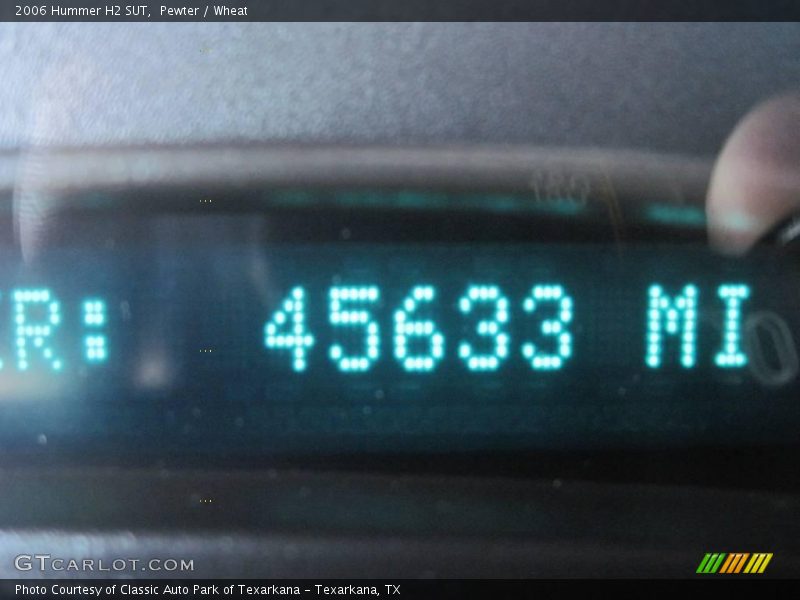 2006 Hummer H2 SUT,  Pewter / Wheat
ER:  45633 MI
GTCARLOT.COM
Photo Courtesy of Classic Auto Park of Texarkana – Texarkana, TX